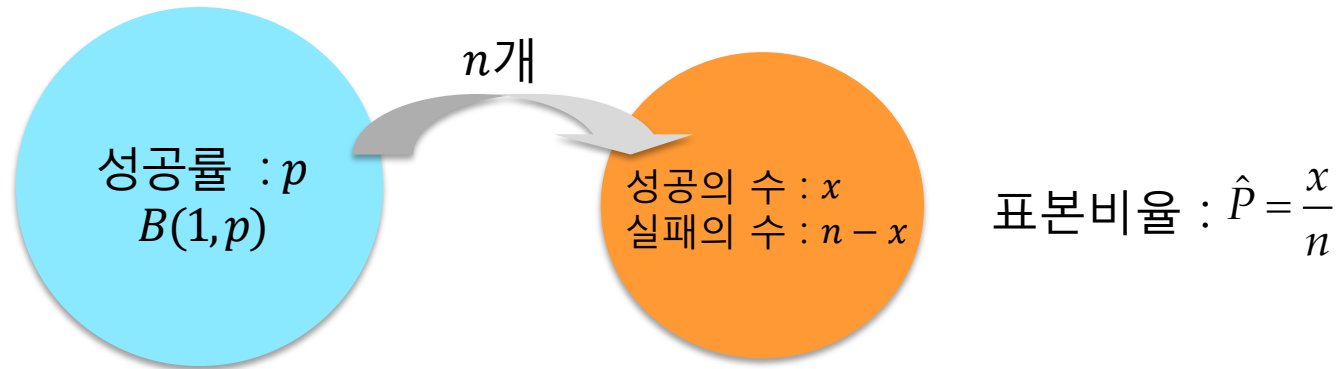 n개
성공률 : p
B(1, p)
성공의 수 : x
실패의 수 : n − x
표본비율 : P̂ = x/n